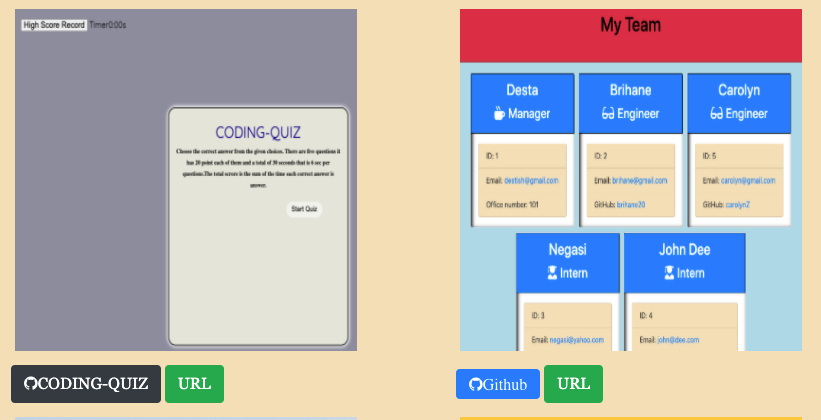 High Score Record Timer0:00s
CODING-QUIZ
Choose the correct answer from the given choices. There are five questions it
has 20 point each of them and a total of 30 seconds that is 6 sec per
questions.The total scrore is the sum of the time each correct answer is
answer.
Start Quiz
CODING-QUIZ URL
My Team
Desta
Manager
ID: 1
Email: destish@gmail.com
Office number: 101
Brihane
Engineer
ID: 2
Email: brihane@gmail.com
GitHub: brihane20
Carolyn
Engineer
ID: 5
Email: carolyn@gmail.com
GitHub: carolynZ
Negasi
Intern
ID: 3
Email: negasi@yahoo.com
John Dee
Intern
ID: 4
Email: john@dee.com
Github URL